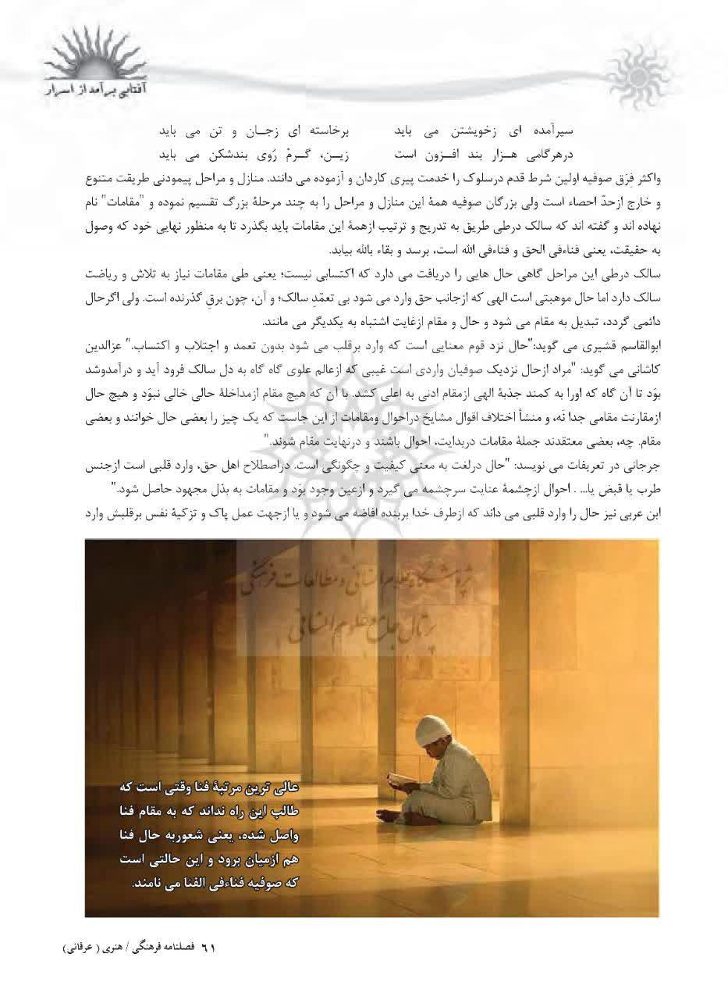 آفتابی برآمد از اسرار
سیرآمده ای زخویشتن می باید برخاسته ای زجـان و تن می باید
درهرگامی هـزار بند افـزون است زیـن، گـرمْ رُوی بندشکن می باید
واکثر فِرَق صوفیه اولین شرط قدم درسلوک را خدمت پیری کاردان و آزموده می دانند. منازل و مراحل پیمودنی طریقت متنوع
و خارج ازحدّ احصاء است ولی بزرگان صوفیه همۀ این منازل و مراحل را به چند مرحلۀ بزرگ تقسیم نموده و "مقامات" نام
نهاده اند و گفته اند که سالک درطی طریق به تدریج و ترتیب ازهمۀ این مقامات باید بگذرد تا به منظور نهایی خود که وصول
به حقیقت، یعنی فناءفی الحق و فناءفی الله است، برسد و بقاء بالله بیابد.
سالک درطی این مراحل گاهی حال هایی را دریافت می دارد که اکتسابی نیست؛ یعنی طی مقامات نیاز به تلاش و ریاضت
سالک دارد اما حال موهبتی است الهی که ازجانب حق وارد می شود بی تعمّدِ سالک؛ و آن، چون برقِ گذرنده است. ولی اگرحال
دائمی گردد، تبدیل به مقام می شود و حال و مقام ازغایت اشتباه به یکدیگر می مانند.
ابوالقاسم قشیری می گوید:"حال نزد قوم معنایی است که وارد برقلب می شود بدون تعمد و اجتلاب و اکتساب." عزالدین
کاشانی می گوید: "مراد ازحال نزدیک صوفیان واردی است غیبی که ازعالم علوی گاه گاه به دل سالک فرود آید و درآمدوشد
بوَد تا آن گاه که اورا به کمند جذبۀ الهی ازمقام ادنی به اعلی کشد. با آن که هیچ مقام ازمداخلۀ حالی خالی نبوَد و هیچ حال
ازمقارنت مقامی جدا نَه، و منشأ اختلاف اقوال مشایخ دراحوال ومقامات از این جاست که یک چیز را بعضی حال خوانند و بعضی
مقام. چه، بعضی معتقدند جملۀ مقامات دربدایت، احوال باشند و درنهایت مقام شوند."
جرجانی در تعریفات می نویسد: "حال درلغت به معنی کیفیت و چگونگی است. دراصطلاح اهل حق، وارد قلبی است ازجنس
طرب یا قبض یا... . احوال ازچشمۀ عنایت سرچشمه می گیرد و ازعین وجود بوَد و مقامات به بذل مجهود حاصل شود."
ابن عربی نیز حال را وارد قلبی می داند که ازطرف خدا بربنده افاضه می شود و یا ازجهت عمل پاک و تزکیۀ نفس برقلبش وارد
پژوهشگاه علوم انسانی و مطالعات فرهنگی
پرتال جامع علوم انسانی
عالی ترین مرتبۀ فنا وقتی است که
طالب این راه نداند که به مقام فنا
واصل شده، یعنی شعوربه حال فنا
هم ازمیان برود و این حالتی است
که صوفیه فناءفی الفنا می نامند.
۶۱ فصلنامه فرهنگی / هنری ( عرفانی)